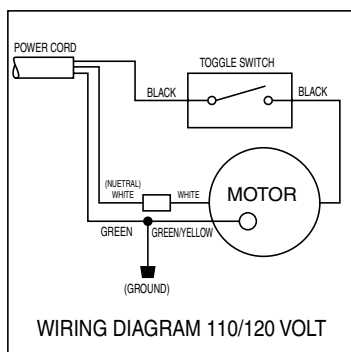 POWER CORD
TOGGLE SWITCH
BLACK
BLACK
(NUETRAL)
WHITE
WHITE
MOTOR
GREEN
GREEN/YELLOW
(GROUND)
WIRING DIAGRAM 110/120 VOLT